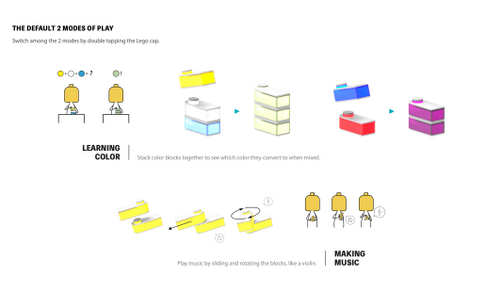 THE DEFAULT 2 MODES OF PLAY
Switch among the 2 modes by double tapping the Lego cap.
+ + = ?
!
LEARNING
COLOR
Stack color blocks together to see which color they convert to when mixed.
Play music by sliding and rotating the blocks, like a violin.
MAKING
MUSIC